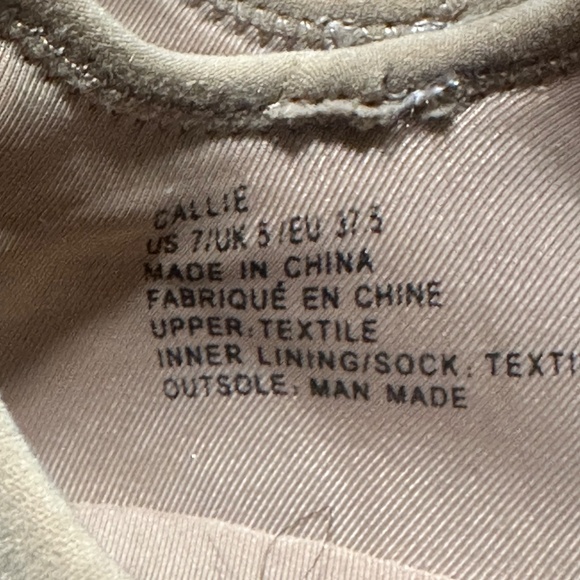 CALLIE
US 7/UK 5/EU 37.5
MADE IN CHINA
FABRIQUÉ EN CHINE
UPPER:TEXTILE
INNER LINING/SOCK: TEXTI
OUTSOLE: MAN MADE